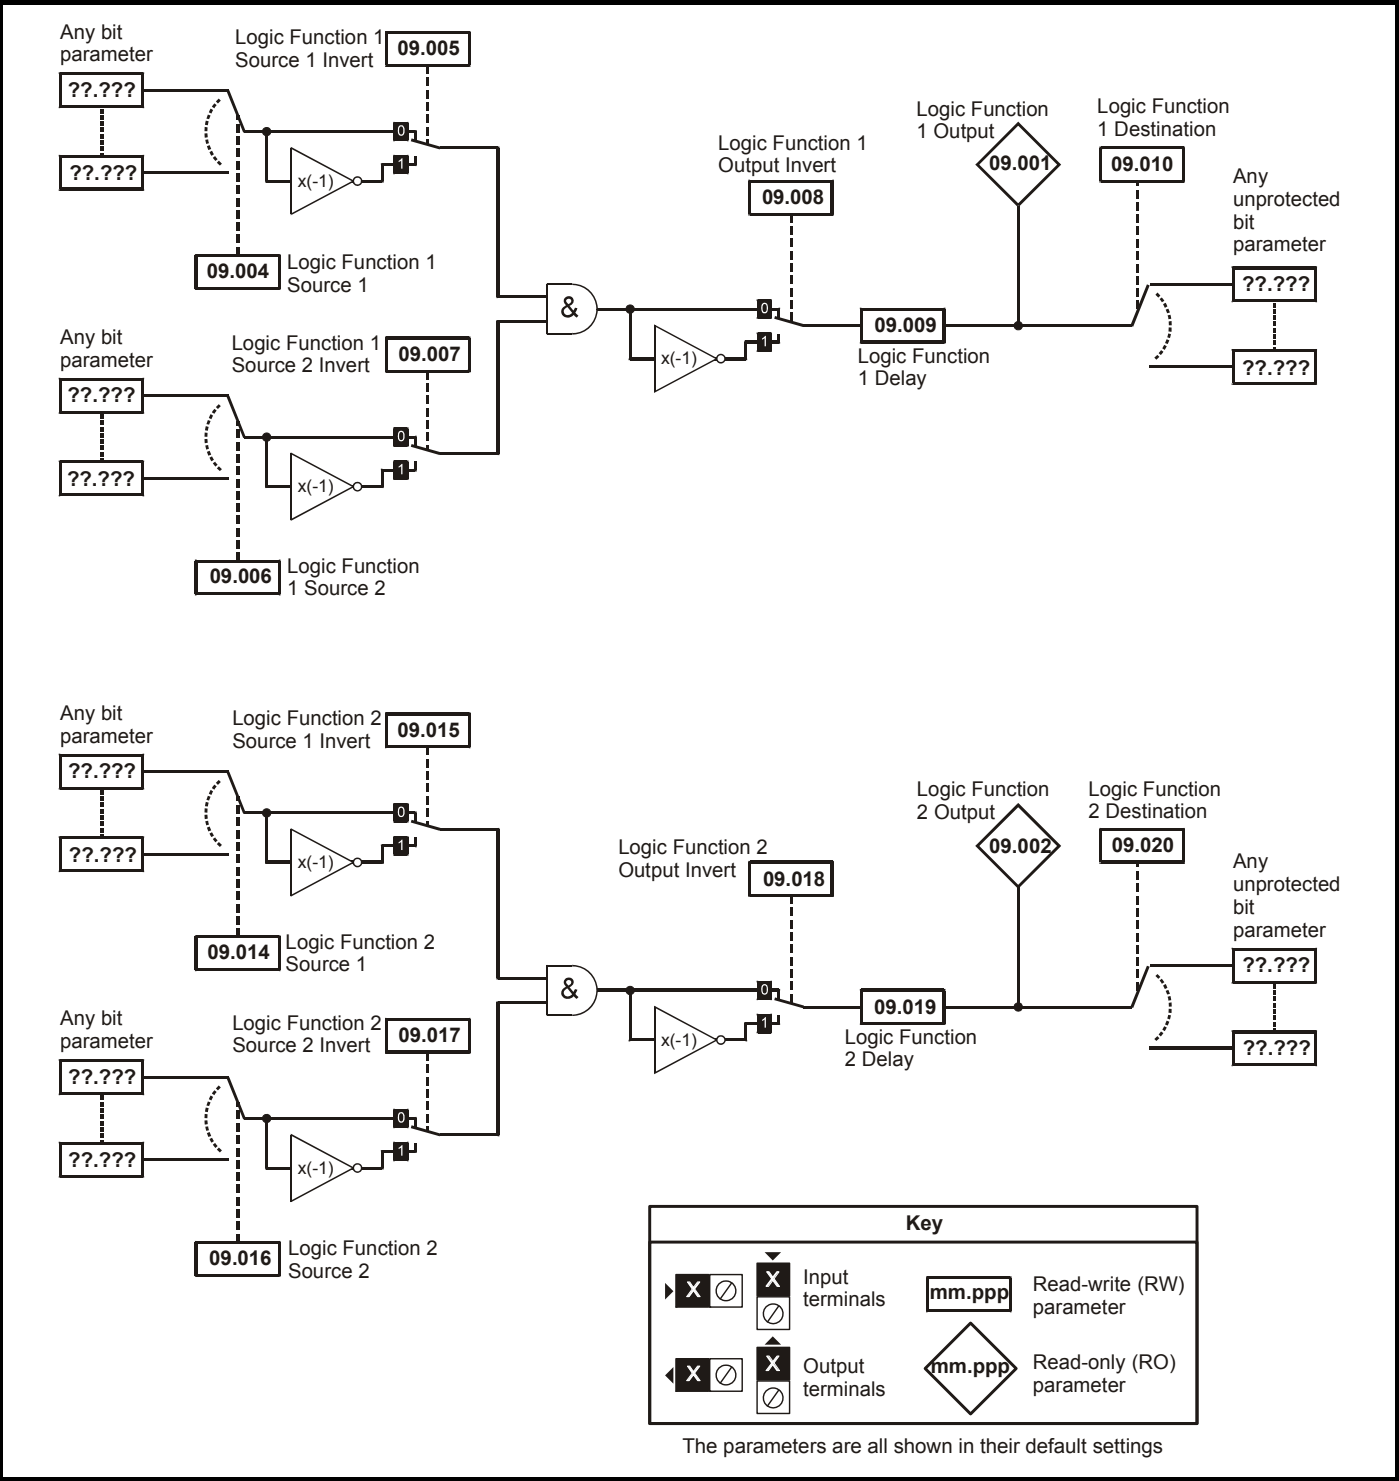 Any bit
parameter
??.???
??.???
Logic Function 1
Source 1 Invert
09.005
0
1
x(-1)
09.004
Logic Function 1
Source 1
Any bit
parameter
??.???
??.???
Logic Function 1
Source 2 Invert
09.007
0
1
x(-1)
09.006
Logic Function
1 Source 2
&
Logic Function 1
Output Invert
09.008
0
1
x(-1)
09.009
Logic Function
1 Delay
Logic Function
1 Output
09.001
Logic Function
1 Destination
09.010
Any
unprotected
bit
parameter
??.???
??.???
Any bit
parameter
??.???
??.???
Logic Function 2
Source 1 Invert
09.015
0
1
x(-1)
09.014
Logic Function 2
Source 1
Any bit
parameter
??.???
??.???
Logic Function 2
Source 2 Invert
09.017
0
1
x(-1)
09.016
Logic Function 2
Source 2
&
Logic Function 2
Output Invert
09.018
0
1
x(-1)
09.019
Logic Function
2 Delay
Logic Function
2 Output
09.002
Logic Function
2 Destination
09.020
Any
unprotected
bit
parameter
??.???
??.???
Key
X
X
Input
terminals
mm.ppp
Read-write (RW)
parameter
X
X
Output
terminals
mm.ppp
Read-only (RO)
parameter
The parameters are all shown in their default settings